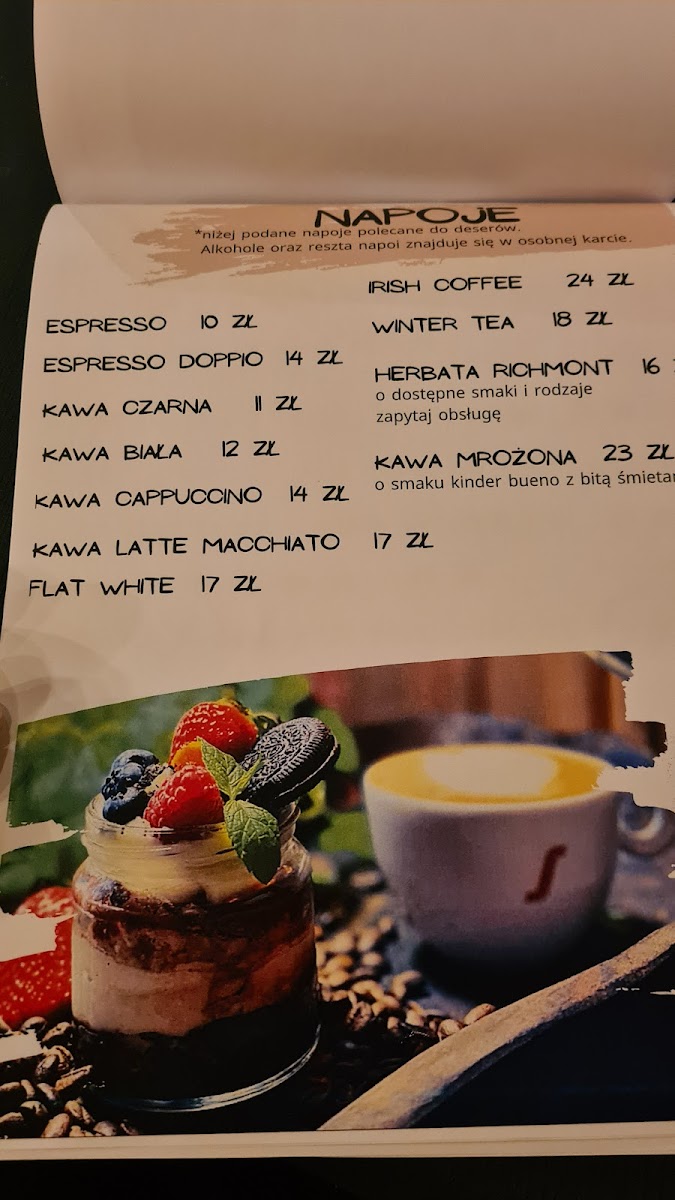 NAPOJE
*niżej podane napoje polecane do deserów.
Alkohole oraz reszta napoi znajduje się w osobnej karcie.
ESPRESSO 10 ZŁ
ESPRESSO DOPPIO 14 ZŁ
KAWA CZARNA 11 ZŁ
KAWA BIAŁA 12 ZŁ
KAWA CAPPUCCINO 14 ZŁ
KAWA LATTE MACCHIATO 17 ZŁ
FLAT WHITE 17 ZŁ
IRISH COFFEE 24 ZŁ
WINTER TEA 18 ZŁ
HERBATA RICHMONT 16
o dostępne smaki i rodzaje
zapytaj obsługę
KAWA MROŻONA 23 ZŁ
o smaku kinder bueno z bitą